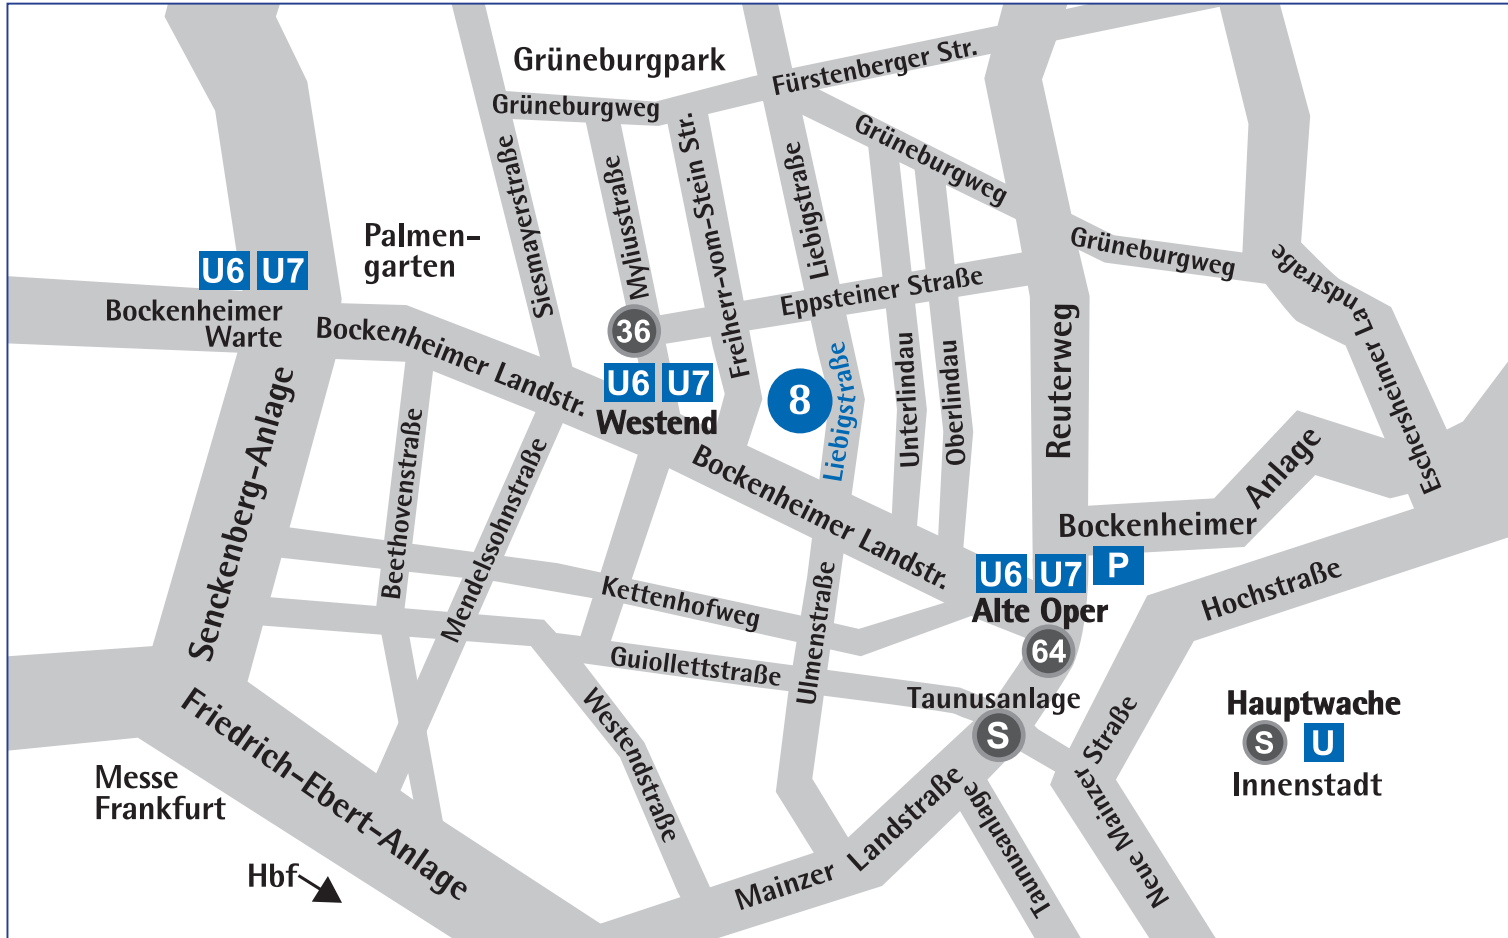 Grüneburgpark
Fürstenberger Str.
Grüneburgweg
Grüneburgweg
Grüneburgweg
Siesmayerstraße
Myliusstraße
Freiherr-vom-Stein Str.
Liebigstraße
Palmen-
garten
U6 U7
Bockenheimer
Warte
Bockenheimer Landstr.
36
Eppsteiner Straße
U6 U7
Westend
8
Liebigstraße
Unterlindau
Oberlindau
Reuterweg
Eschersheimer Landstraße
Senckenberg-Anlage
Beethovenstraße
Mendelssohnstraße
Bockenheimer Landstr.
Bockenheimer
Anlage
U6 U7 P
Alte Oper
64
Hochstraße
Kettenhofweg
Guiollettstraße
Ulmenstraße
Westendstraße
Taunusanlage
S
Hauptwache
S U
Innenstadt
Friedrich-Ebert-Anlage
Messe
Frankfurt
Hbf
Mainzer Landstraße
Taunusanlage
Neue Mainzer Straße